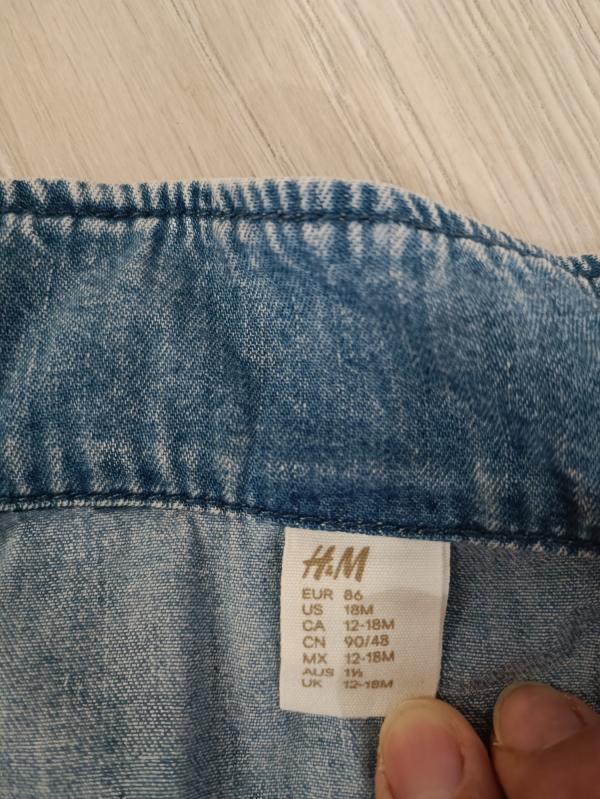 H&M
EUR 86
US 18M
CA 12-18M
CN 90/48
MX 12-18M
AUS 1½
UK 12-18M